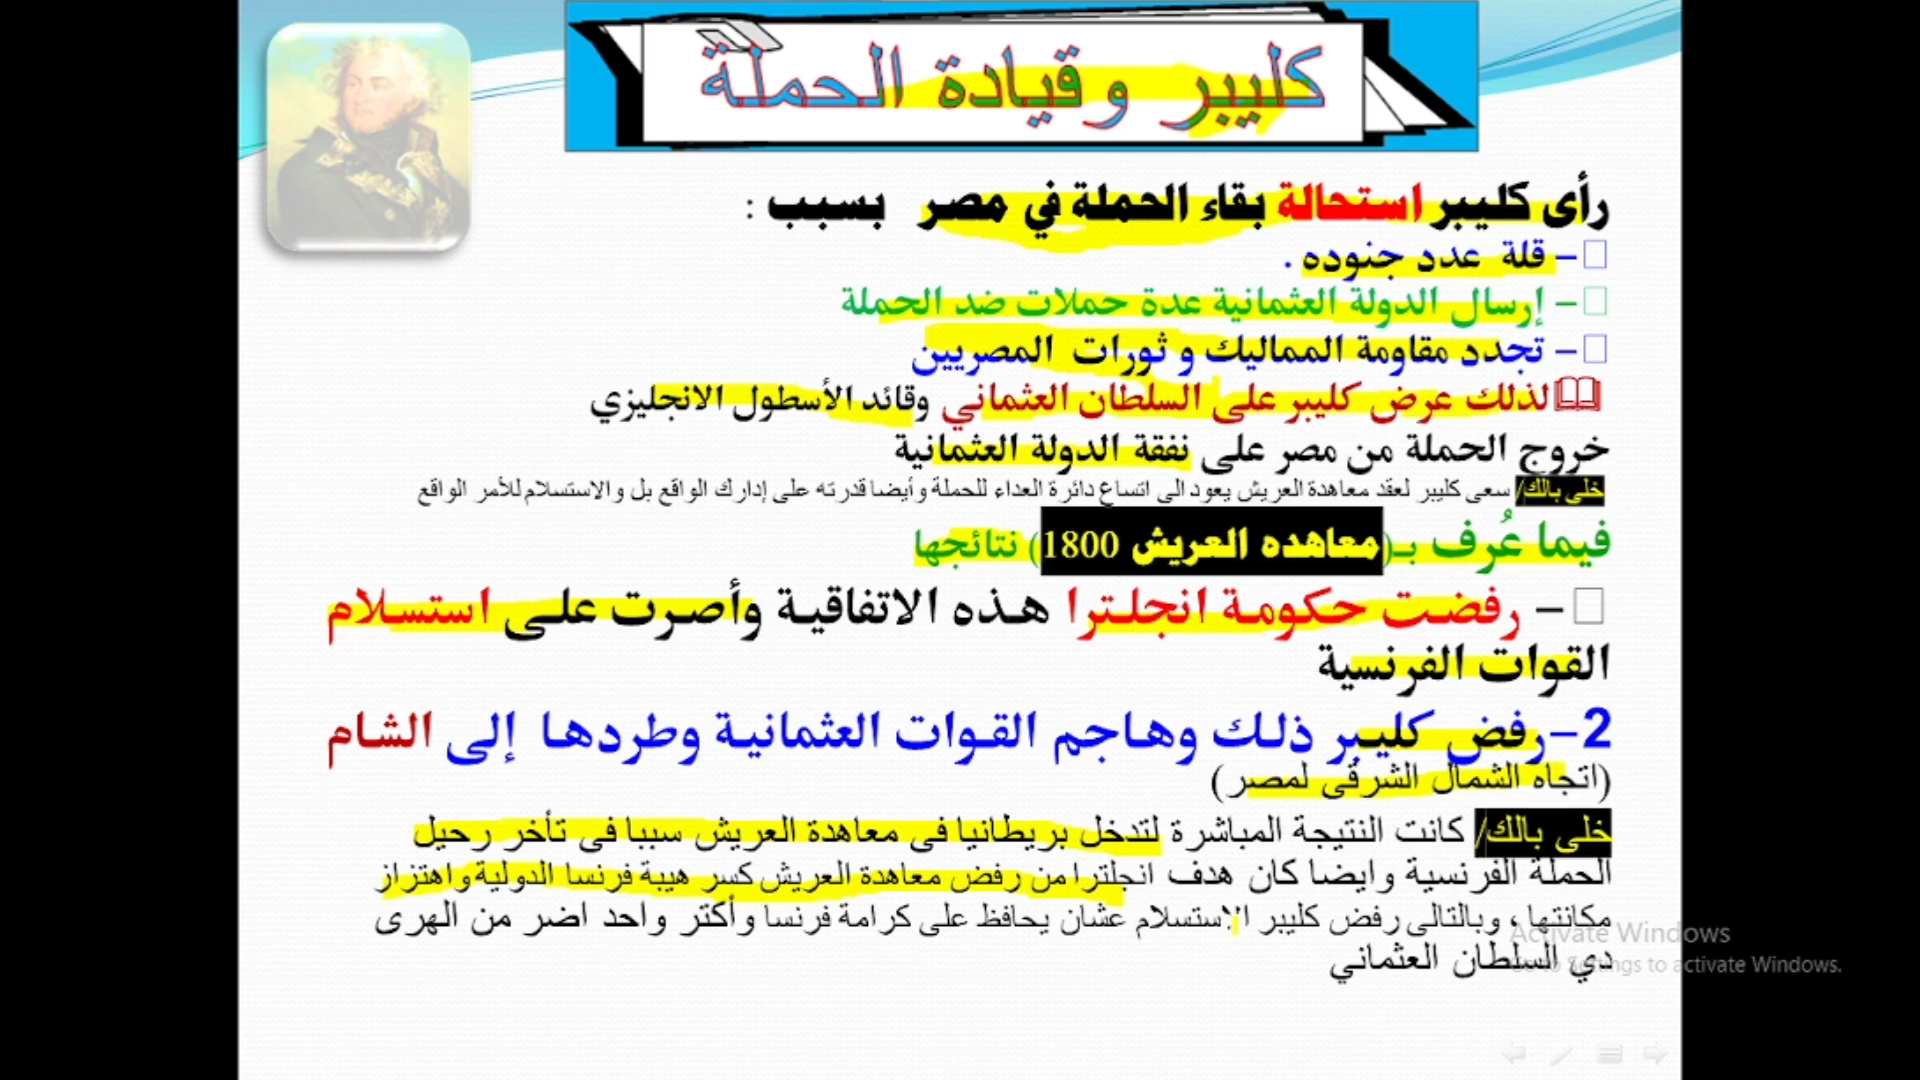 كليبر وقيادة الحملة
رأى كليبر استحالة بقاء الحملة في مصر بسبب :
– قلة عدد جنوده .
– إرسال الدولة العثمانية عدة حملات ضد الحملة
– تجدد مقاومة المماليك و ثورات المصريين
لذلك عرض كليبر على السلطان العثماني وقائد الأسطول الانجليزي
خروج الحملة من مصر على نفقة الدولة العثمانية
خلى بالك/ سعى كليبر لعقد معاهدة العريش يعود الى اتساع دائرة العداء للحملة وأيضا قدرته على إدارك الواقع بل والاستسلام للأمر الواقع
فيما عُرف بـ(معاهده العريش 1800) نتائجها
– رفضت حكومة انجلترا هذه الاتفاقية وأصرت على استسلام
القوات الفرنسية
2–رفض كليبر ذلك وهاجم القوات العثمانية وطردها إلى الشام
(اتجاه الشمال الشرقى لمصر)
خلى بالك/ كانت النتيجة المباشرة لتدخل بريطانيا فى معاهدة العريش سببا فى تأخر رحيل
الحملة الفرنسية وايضا كان هدف انجلترا من رفض معاهدة العريش كسر هيبة فرنسا الدولية واهتزاز
مكانتها ، وبالتالى رفض كليبر الاستسلام عشان يحافظ على كرامة فرنسا وأكتر واحد اضر من الهرى
دي السلطان العثماني
Activate Windows
Go to Settings to activate Windows.